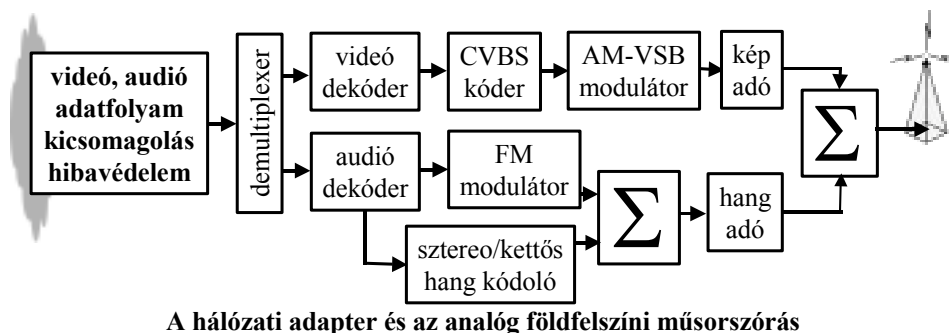 videó, audió
adatfolyam
kicsomagolás
hibavédelem
demultiplexer
videó
dekóder
CVBS
kóder
AM-VSB
modulátor
kép
adó
Σ
audió
dekóder
FM
modulátor
sztereo/kettős
hang kódoló
Σ
hang
adó
A hálózati adapter és az analóg földfelszíni műsorszórás